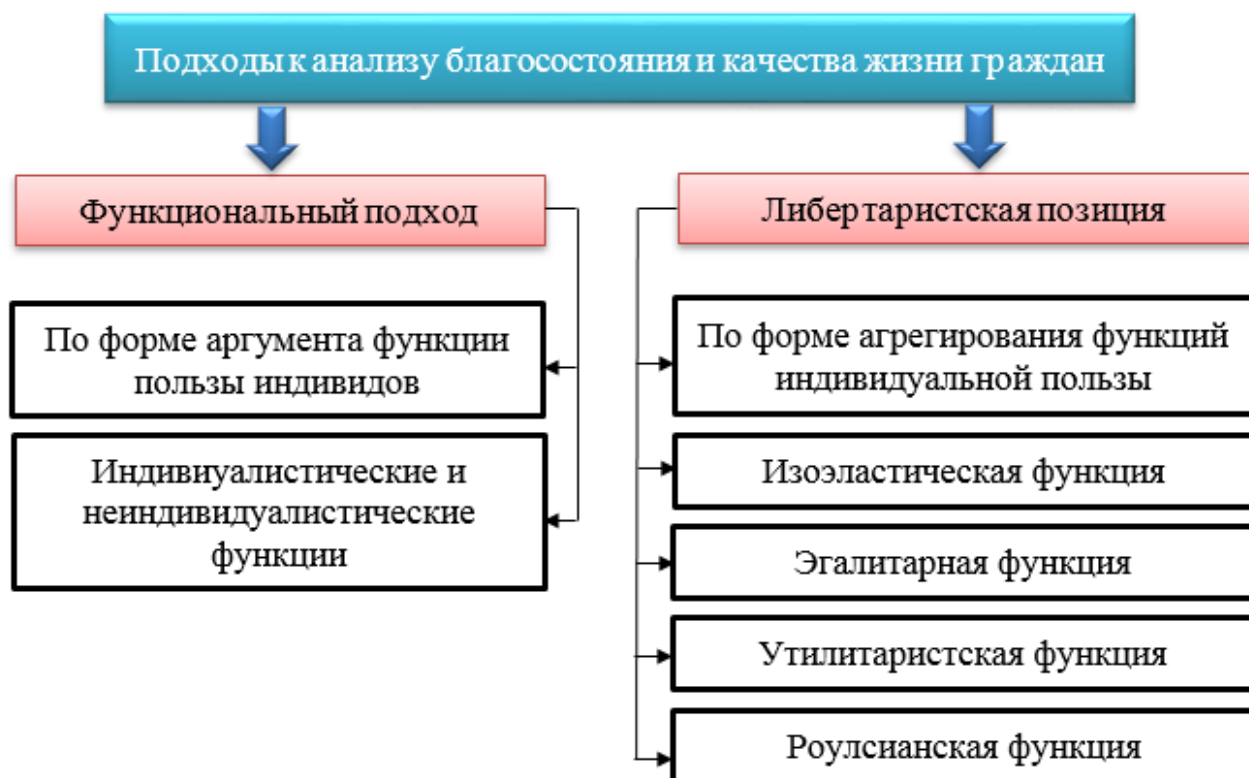 Подходы к анализу благосостояния и качества жизни граждан
Функциональный подход
По форме аргумента функции
пользы индивидов
Индивиуалистические и
неиндивидуалистические
функции
Либертаристская позиция
По форме агрегирования функций
индивидуальной пользы
Изоэластическая функция
Эгалитарная функция
Утилитаристская функция
Роулсианская функция